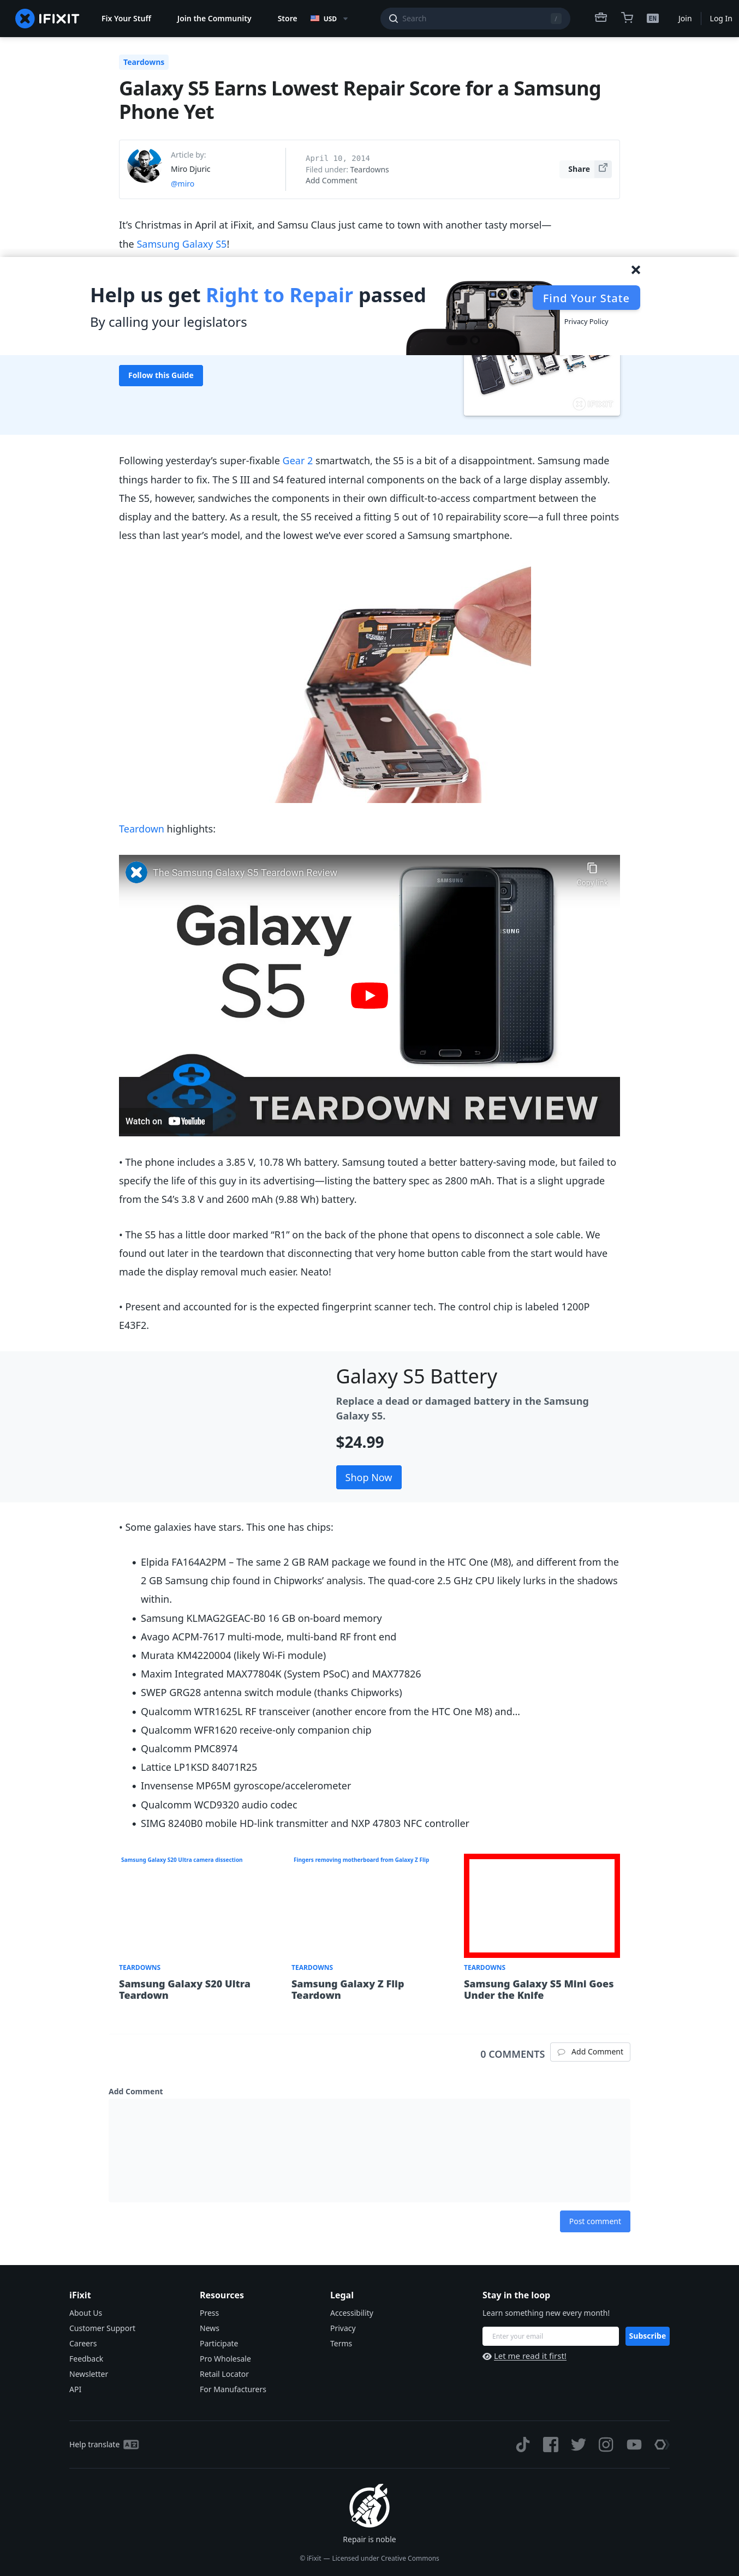 IFIXIT
Fix Your Stuff
Join the Community
Store
USD
Search
/
EN
Join
Log In
Teardowns
Galaxy S5 Earns Lowest Repair Score for a Samsung
Phone Yet
Article by:
Miro Djuric
@miro
April 10, 2014
Filed under: Teardowns
Add Comment
Share
It’s Christmas in April at iFixit, and Samsu Claus just came to town with another tasty morsel—
the Samsung Galaxy S5!
Help us get Right to Repair passed
By calling your legislators
Find Your State
Privacy Policy
Follow this Guide
IFIXIT
Following yesterday’s super-fixable Gear 2 smartwatch, the S5 is a bit of a disappointment. Samsung made
things harder to fix. The S III and S4 featured internal components on the back of a large display assembly.
The S5, however, sandwiches the components in their own difficult-to-access compartment between the
display and the battery. As a result, the S5 received a fitting 5 out of 10 repairability score—a full three points
less than last year’s model, and the lowest we’ve ever scored a Samsung smartphone.
Teardown highlights:
The Samsung Galaxy S5 Teardown Review
Copy link
SAMSUNG
SAMSUNG
Galaxy
S5
TEARDOWN REVIEW
Watch on YouTube
• The phone includes a 3.85 V, 10.78 Wh battery. Samsung touted a better battery-saving mode, but failed to
specify the life of this guy in its advertising—listing the battery spec as 2800 mAh. That is a slight upgrade
from the S4’s 3.8 V and 2600 mAh (9.88 Wh) battery.
• The S5 has a little door marked “R1” on the back of the phone that opens to disconnect a sole cable. We
found out later in the teardown that disconnecting that very home button cable from the start would have
made the display removal much easier. Neato!
• Present and accounted for is the expected fingerprint scanner tech. The control chip is labeled 1200P
E43F2.
Galaxy S5 Battery
Replace a dead or damaged battery in the Samsung
Galaxy S5.
$24.99
Shop Now
• Some galaxies have stars. This one has chips:
• Elpida FA164A2PM – The same 2 GB RAM package we found in the HTC One (M8), and different from the
2 GB Samsung chip found in Chipworks’ analysis. The quad-core 2.5 GHz CPU likely lurks in the shadows
within.
• Samsung KLMAG2GEAC-B0 16 GB on-board memory
• Avago ACPM-7617 multi-mode, multi-band RF front end
• Murata KM4220004 (likely Wi-Fi module)
• Maxim Integrated MAX77804K (System PSoC) and MAX77826
• SWEP GRG28 antenna switch module (thanks Chipworks)
• Qualcomm WTR1625L RF transceiver (another encore from the HTC One M8) and…
• Qualcomm WFR1620 receive-only companion chip
• Qualcomm PMC8974
• Lattice LP1KSD 84071R25
• Invensense MP65M gyroscope/accelerometer
• Qualcomm WCD9320 audio codec
• SIMG 8240B0 mobile HD-link transmitter and NXP 47803 NFC controller
Samsung Galaxy S20 Ultra camera dissection
TEARDOWNS
Samsung Galaxy S20 Ultra
Teardown
Fingers removing motherboard from Galaxy Z Flip
TEARDOWNS
Samsung Galaxy Z Flip
Teardown
TEARDOWNS
Samsung Galaxy S5 Mini Goes
Under the Knife
0 COMMENTS
Add Comment
Add Comment
Post comment
iFixit
About Us
Customer Support
Careers
Feedback
Newsletter
API
Resources
Press
News
Participate
Pro Wholesale
Retail Locator
For Manufacturers
Legal
Accessibility
Privacy
Terms
Stay in the loop
Learn something new every month!
Enter your email
Subscribe
Let me read it first!
Help translate
Repair is noble
© iFixit — Licensed under Creative Commons